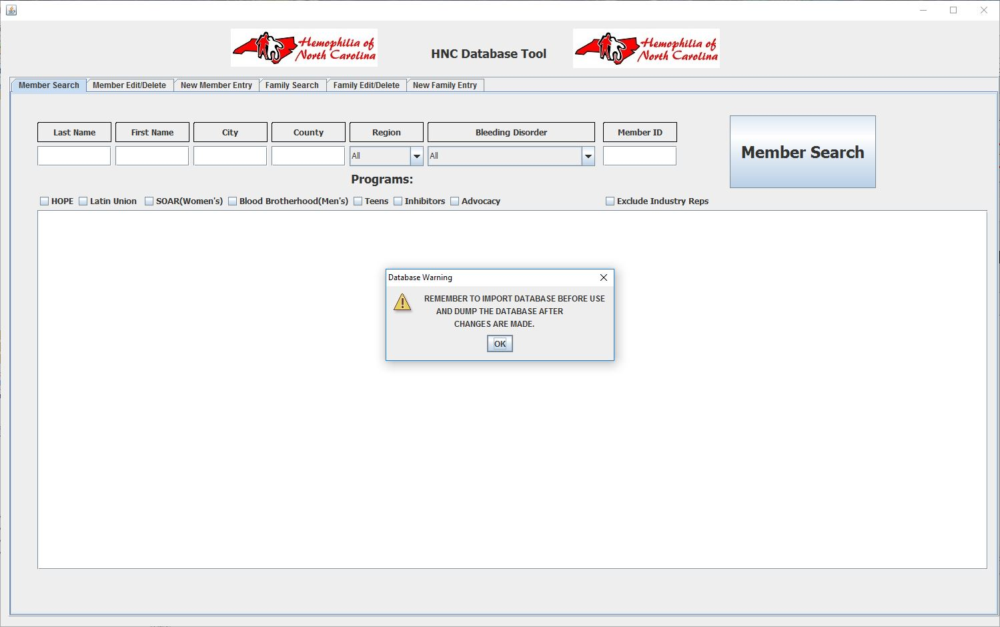 Hemophilia of
North Carolina
HNC Database Tool
Hemophilia of
North Carolina
Member Search Member Edit/Delete New Member Entry Family Search Family Edit/Delete New Family Entry
Last Name First Name City County Region Bleeding Disorder Member ID
All All
Member Search
Programs:
HOPE Latin Union SOAR(Women's) Blood Brotherhood(Men's) Teens Inhibitors Advocacy Exclude Industry Reps
Database Warning
REMEMBER TO IMPORT DATABASE BEFORE USE
AND DUMP THE DATABASE AFTER
CHANGES ARE MADE.
OK